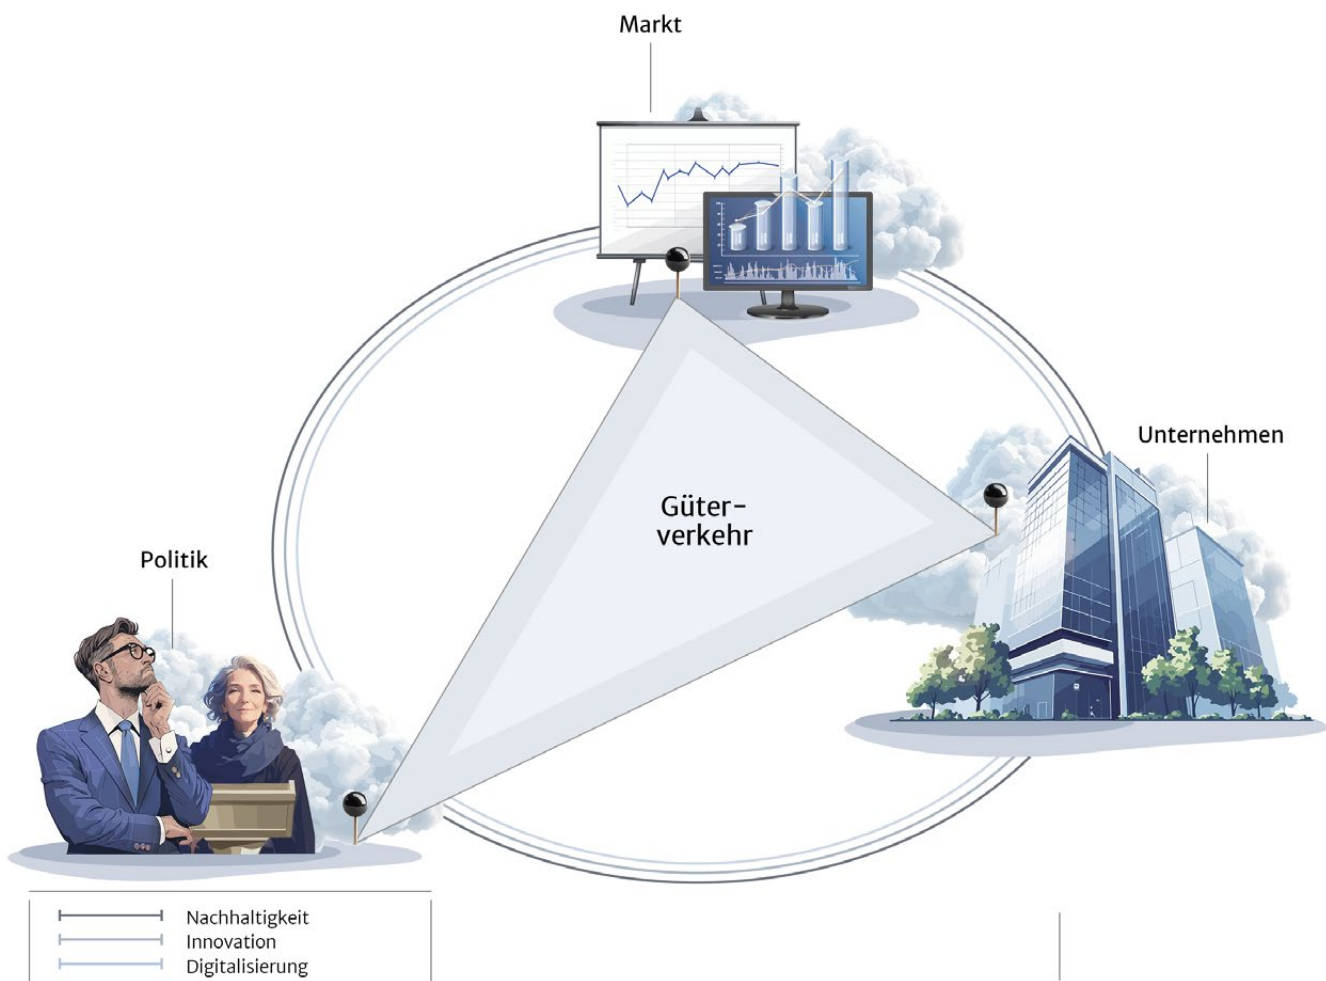 Markt
Unternehmen
Güter-
verkehr
Politik
Nachhaltigkeit
Innovation
Digitalisierung